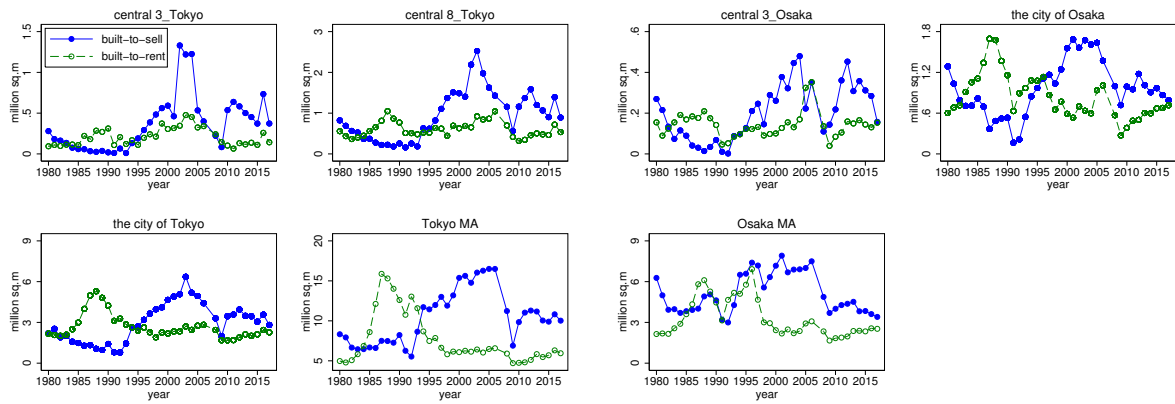 central 3_Tokyo
built−to−sell
built−to−rent
million sq.m
0 .5 1 1.5
1980 1985 1990 1995 2000 2005 2010 2015
year
central 8_Tokyo
million sq.m
0 1 2 3
1980 1985 1990 1995 2000 2005 2010 2015
year
central 3_Osaka
million sq.m
0 .2 .4 .6
1980 1985 1990 1995 2000 2005 2010 2015
year
the city of Osaka
million sq.m
0 .6 1.2 1.8
1980 1985 1990 1995 2000 2005 2010 2015
year
the city of Tokyo
million sq.m
0 3 6 9
1980 1985 1990 1995 2000 2005 2010 2015
year
Tokyo MA
million sq.m
5 10 15 20
1980 1985 1990 1995 2000 2005 2010 2015
year
Osaka MA
million sq.m
0 3 6 9
1980 1985 1990 1995 2000 2005 2010 2015
year